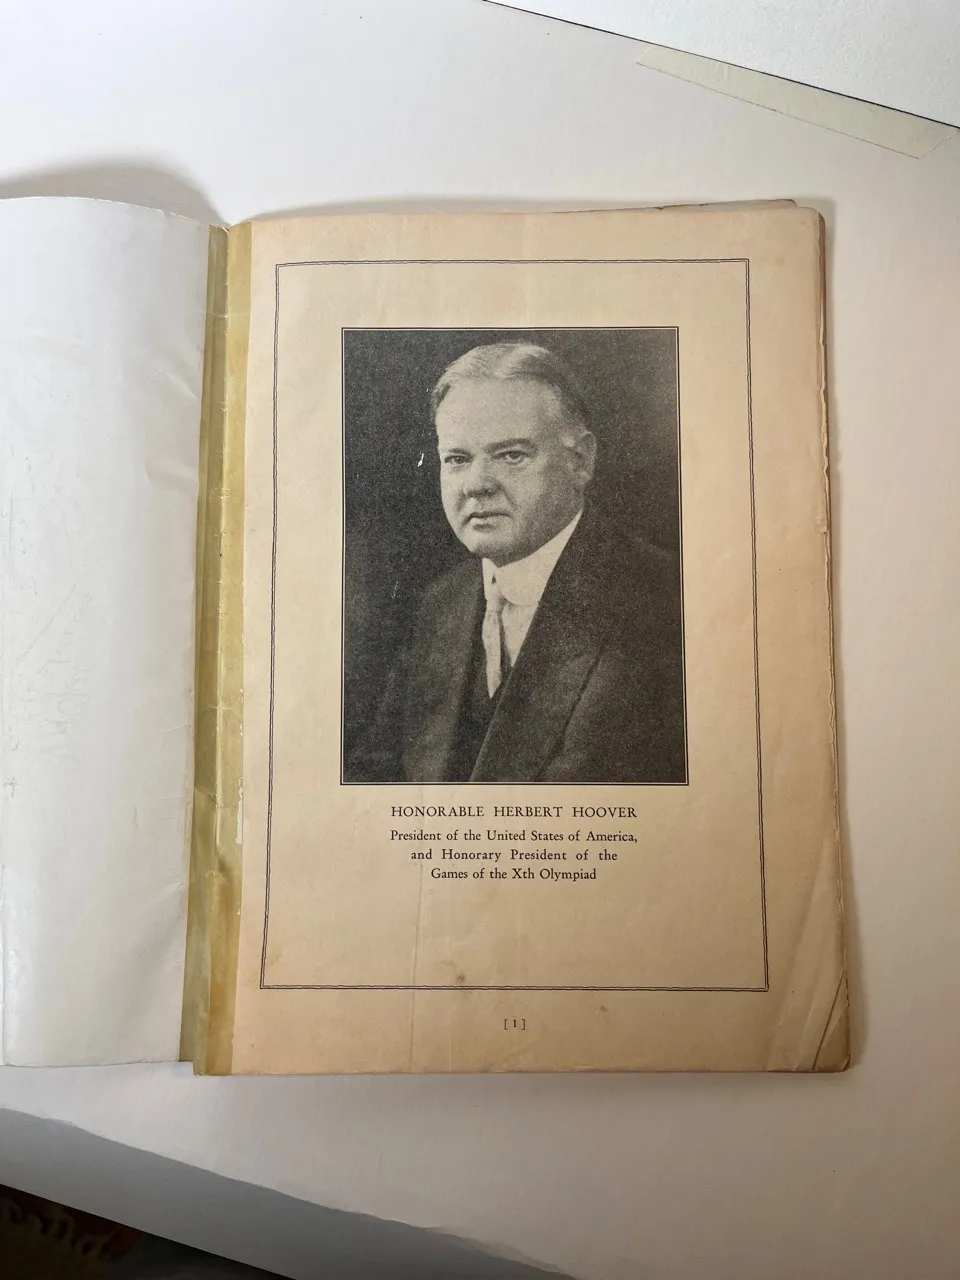 HONORABLE HERBERT HOOVER
President of the United States of America,
and Honorary President of the
Games of the Xth Olympiad
[ 1 ]